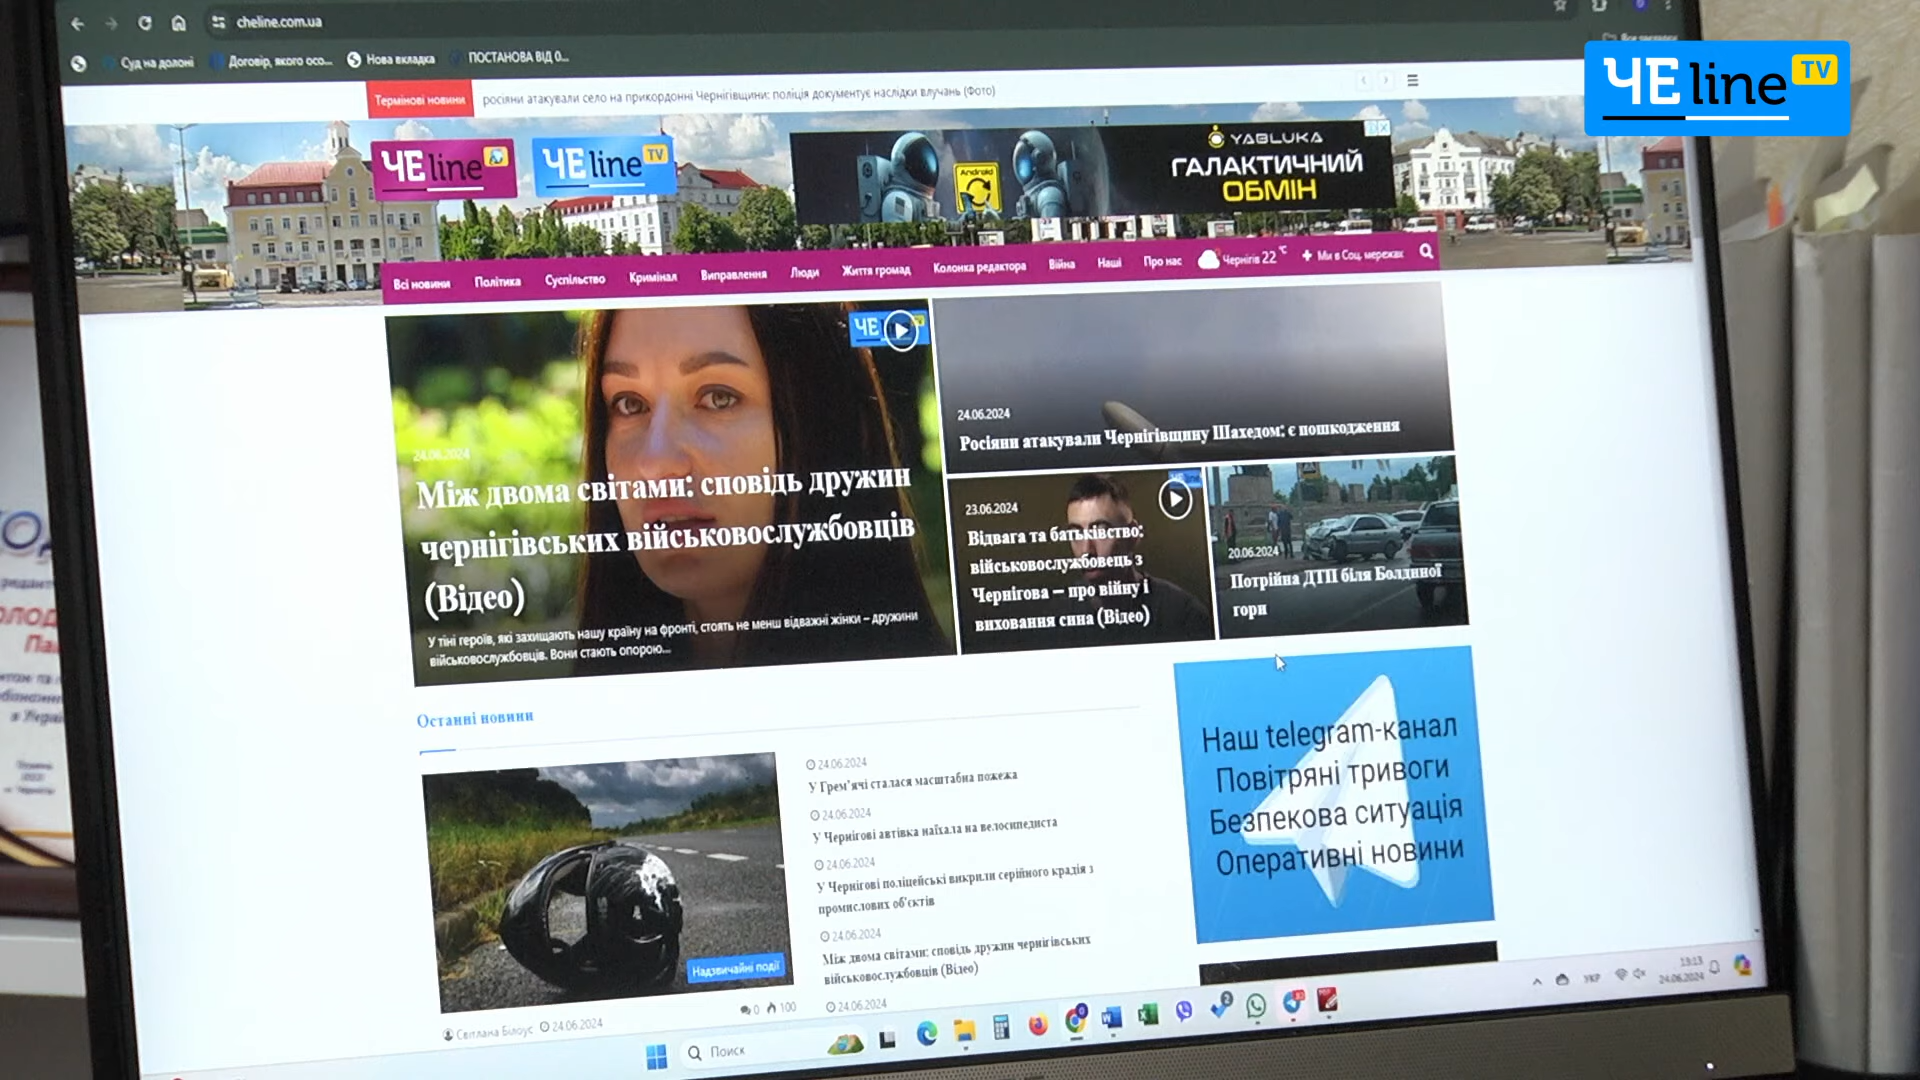 cheline.com.ua
Суд на долоні
Договір, якого осо...
Нова вкладка
ПОСТАНОВА ВІД 0...
Все закладки
ЧЕline TV
Термінові новини
росіяни атакували село на прикордонні Чернігівщини: поліція документує наслідки влучань (Фото)
ЧЕline
ЧЕline TV
Android
YABLUKA
ГАЛАКТИЧНИЙ
ОБМІН
Всі новини Політика Суспільство Кримінал Виправлення Люди Життя громад Колонка редактора Війна Наші Про нас Чернігів 22 °C + Ми в Соц. мережах
24.06.2024
Між двома світами: сповідь дружин
чернігівських військовослужбовців
(Відео)
У тіні героїв, які захищають нашу країну на фронті, стоять не менш відважні жінки – дружини
військовослужбовців. Вони стають опорою...
24.06.2024
Росіяни атакували Чернігівщину Шахедом: є пошкодження
23.06.2024
Відвага та батьківство:
військовослужбовець з
Чернігова – про війну і
виховання сина (Відео)
20.06.2024
Потрійна ДТП біля Болдиної
гори
Останні новини
Надзвичайні події
0 100
Світлана Білоус 24.06.2024
24.06.2024
У Грем'ячі сталася масштабна пожежа
24.06.2024
У Чернігові автівка наїхала на велосипедиста
24.06.2024
У Чернігові поліцейські викрили серійного крадія з
промислових об'єктів
24.06.2024
Між двома світами: сповідь дружин чернігівських
військовослужбовців (Відео)
24.06.2024
Наш telegram-канал
Повітряні тривоги
Безпекова ситуація
Оперативні новини
Поиск
УКР
13:13
24.06.2024